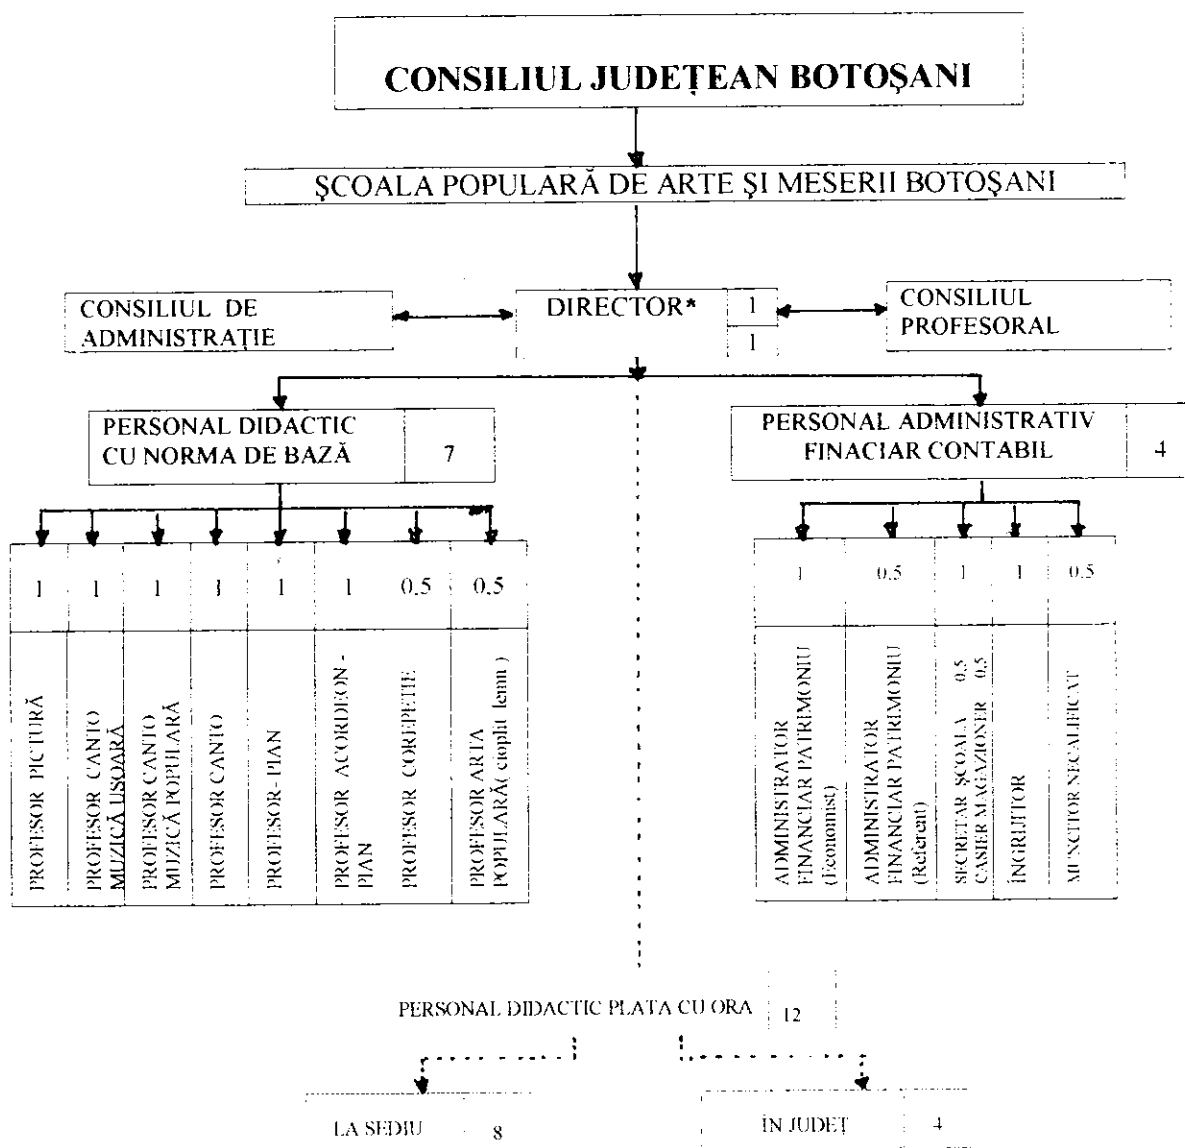 CONSILIUL JUDEȚEAN BOTOȘANI
ȘCOALA POPULARĂ DE ARTE ȘI MESERII BOTOȘANI
CONSILIUL DE
ADMINISTRAȚIE
DIRECTOR*
1
1
CONSILIUL
PROFESORAL
PERSONAL DIDACTIC
CU NORMA DE BAZĂ
7
PERSONAL ADMINISTRATIV
FINACIAR CONTABIL
4
1 1 1 1 1 1 0.5 0.5
1 0.5 1 1 0.5
PROFESOR PICTURĂ
PROFESOR CANTO
MUZICĂ USOARĂ
PROFESOR CANTO
MUZICĂ POPULARĂ
PROFESOR CANTO
PROFESOR- PIAN
PROFESOR ACORDEON -
PIAN
PROFESOR COREPETIE
PROFESOR ARTA
POPULARĂ( cioplit lemn )
ADMINISTRATOR
FINANCIAR PATRIMONIU
(Economist)
ADMINISTRATOR
FINANCIAR PATRIMONIU
(Referent)
SECRETAR ȘCOALA 0,5
CASIER MAGAZIONER 0,5
ÎNGRIJITOR
MUNCITOR NECALIFICAT
PERSONAL DIDACTIC PLATA CU ORA
12
LA SEDIU
8
ÎN JUDEȚ
4